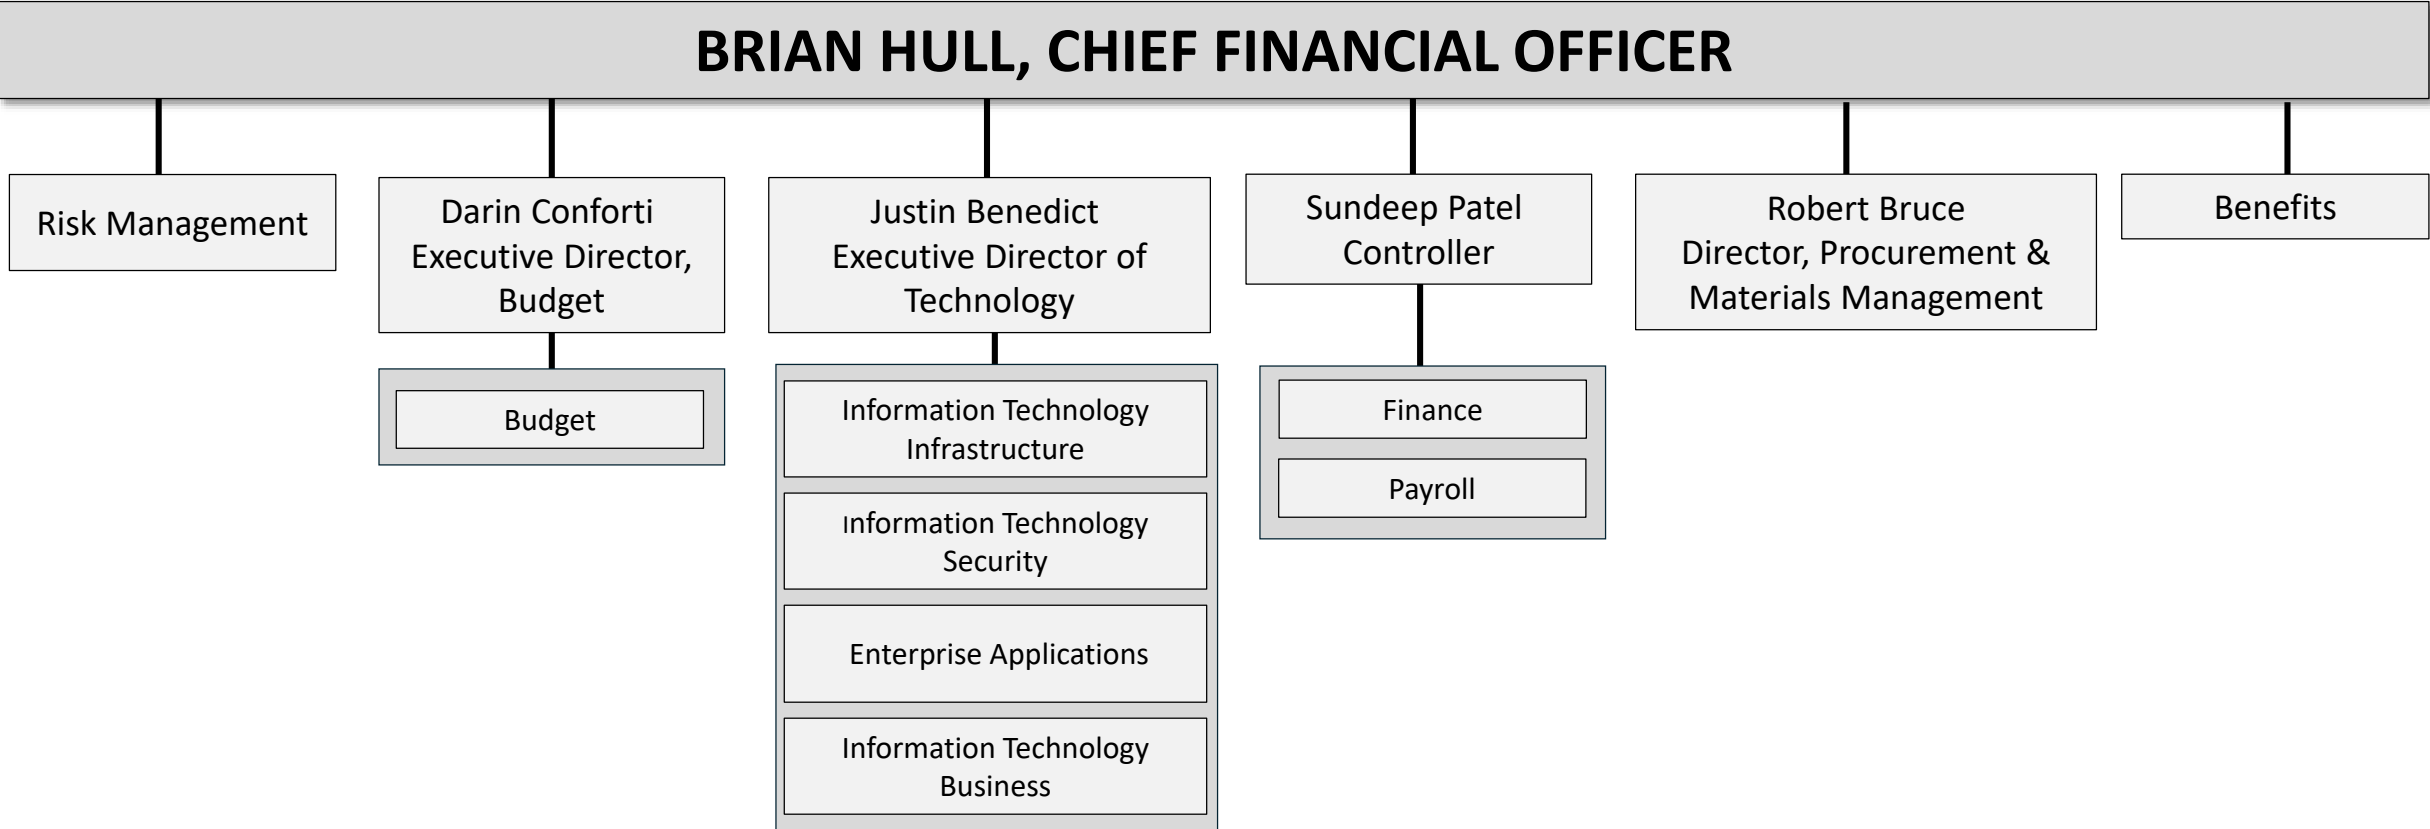 BRIAN HULL, CHIEF FINANCIAL OFFICER
Risk Management
Darin Conforti
Executive Director,
Budget
Budget
Justin Benedict
Executive Director of
Technology
Information Technology
Infrastructure
Information Technology
Security
Enterprise Applications
Information Technology
Business
Sundeep Patel
Controller
Finance
Payroll
Robert Bruce
Director, Procurement &
Materials Management
Benefits